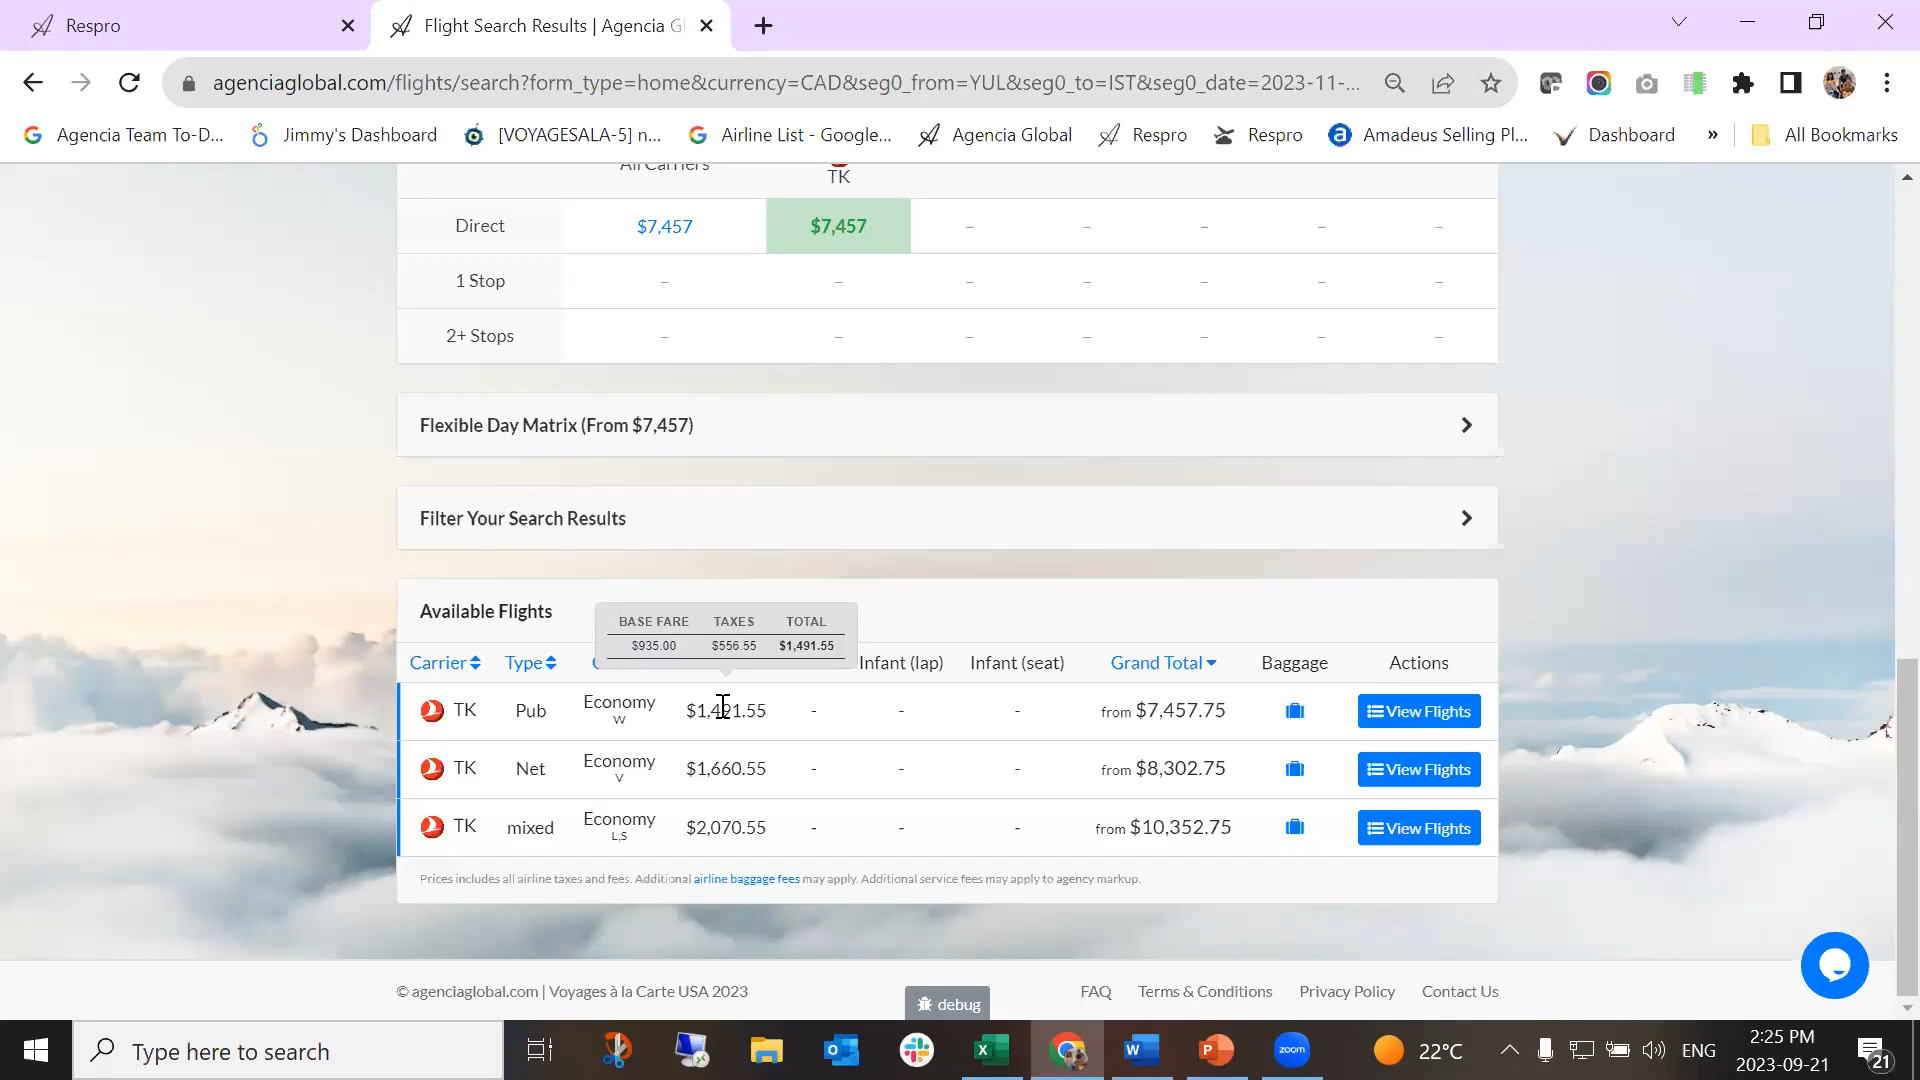 Respro
Flight Search Results | Agencia Gl
agenciaglobal.com/flights/search?form_type=home&currency=CAD&seg0_from=YUL&seg0_to=IST&seg0_date=2023-11-...
Agencia Team To-D... Jimmy's Dashboard [VOYAGESALA-5] n... Airline List - Google... Agencia Global Respro Respro Amadeus Selling Pl... Dashboard » All Bookmarks
All Carriers TK
Direct $7,457 $7,457 – – – – –
1 Stop – – – – – – –
2+ Stops – – – – – – –
Flexible Day Matrix (From $7,457)
Filter Your Search Results
Available Flights
BASE FARE TAXES TOTAL
$935.00 $556.55 $1,491.55
Carrier Type Infant (lap) Infant (seat) Grand Total Baggage Actions
TK Pub Economy $1,491.55 - - - from $7,457.75 View Flights
W
TK Net Economy $1,660.55 - - - from $8,302.75 View Flights
V
TK mixed Economy $2,070.55 - - - from $10,352.75 View Flights
L,S
Prices includes all airline taxes and fees. Additional airline baggage fees may apply. Additional service fees may apply to agency markup.
© agenciaglobal.com | Voyages à la Carte USA 2023
debug
FAQ Terms & Conditions Privacy Policy Contact Us
Type here to search
zoom
22°C
ENG
2:25 PM
2023-09-21
21